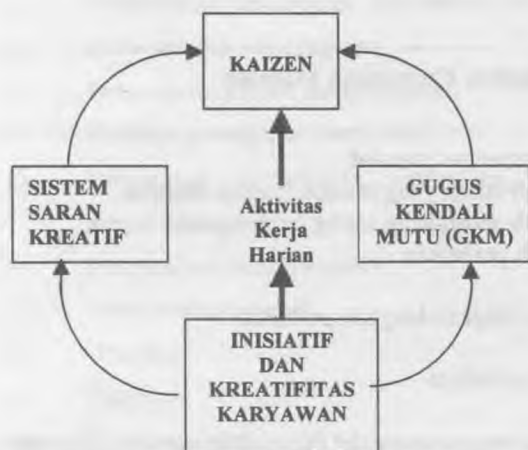 KAIZEN
SISTEM
SARAN
KREATIF
Aktivitas
Kerja
Harian
GUGUS
KENDALI
MUTU (GKM)
INISIATIF
DAN
KREATIFITAS
KARYAWAN